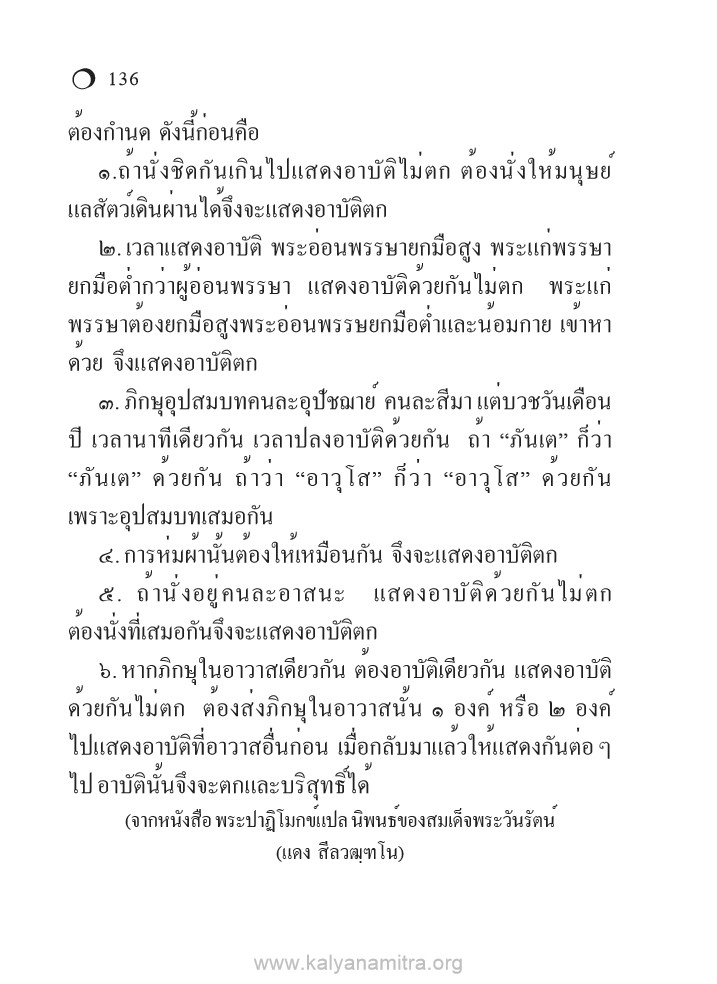 136
ต้องกำนด ดังนี้ก่อนคือ
๑.ถ้านั่งชิดกันเกินไปแสดงอาบัติไม่ตก ต้องนั่งให้มนุษย์
แลสัตว์เดินผ่านได้จึงจะแสดงอาบัติตก
๒. เวลาแสดงอาบัติ พระอ่อนพรรษายกมือสูง พระแก่พรรษา
ยกมือต่ำกว่าผู้อ่อนพรรษา แสดงอาบัติด้วยกันไม่ตก พระแก่
พรรษาต้องยกมือสูงพระอ่อนพรรษยกมือต่ำและน้อมกาย เข้าหา
ด้วย จึงแสดงอาบัติตก
๓. ภิกษุอุปสมบทคนละอุปัชฌาย์ คนละสีมา แต่บวชวันเดือน
ปี เวลานาทีเดียวกัน เวลาปลงอาบัติด้วยกัน ถ้า “ภันเต” ก็ว่า
“ภันเต” ด้วยกัน ถ้าว่า “อาวุโส” ก็ว่า “อาวุโส” ด้วยกัน
เพราะอุปสมบทเสมอกัน
๔. การห่มผ้านั้นต้องให้เหมือนกัน จึงจะแสดงอาบัติตก
๕. ถ้านั่งอยู่คนละอาสนะ แสดงอาบัติด้วยกันไม่ตก
ต้องนั่งที่เสมอกันจึงจะแสดงอาบัติตก
๖. หากภิกษุในอาวาสเดียวกัน ต้องอาบัติเดียวกัน แสดงอาบัติ
ด้วยกันไม่ตก ต้องส่งภิกษุในอาวาสนั้น ๑ องค์ หรือ ๒ องค์
ไปแสดงอาบัติที่อาวาสอื่นก่อน เมื่อกลับมาแล้วให้แสดงกันต่อ ๆ
ไป อาบัตินั้นจึงจะตกและบริสุทธิ์ได้
(จากหนังสือ พระปาฏิโมกข์แปล นิพนธ์ของสมเด็จพระวันรัตน์
(แดง สีลวฒฺฑโน)
www.kalyanamitra.org